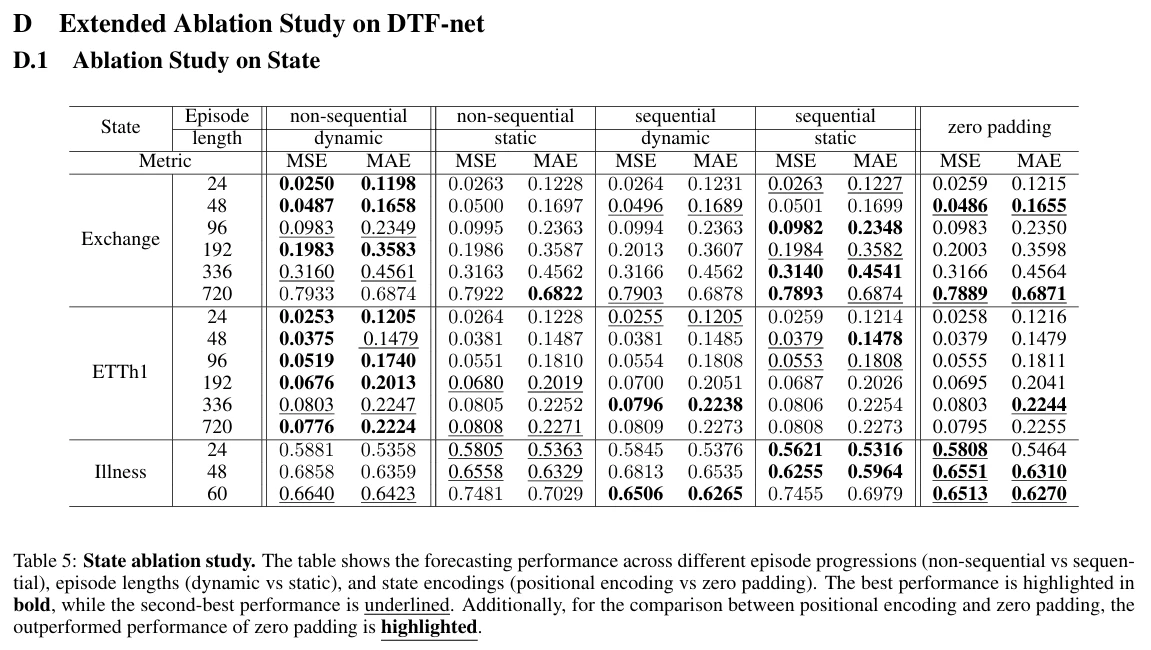 D Extended Ablation Study on DTF-net
D.1 Ablation Study on State
State Episode non-sequential non-sequential sequential sequential zero padding
length dynamic static dynamic static
Metric MSE MAE MSE MAE MSE MAE MSE MAE MSE MAE
Exchange
24 0.0250 0.1198 0.0263 0.1228 0.0264 0.1231 0.0263 0.1227 0.0259 0.1215
48 0.0487 0.1658 0.0500 0.1697 0.0496 0.1689 0.0501 0.1699 0.0486 0.1655
96 0.0983 0.2349 0.0995 0.2363 0.0994 0.2363 0.0982 0.2348 0.0983 0.2350
192 0.1983 0.3583 0.1986 0.3587 0.2013 0.3607 0.1984 0.3582 0.2003 0.3598
336 0.3160 0.4561 0.3163 0.4562 0.3166 0.4562 0.3140 0.4541 0.3166 0.4564
720 0.7933 0.6874 0.7922 0.6822 0.7903 0.6878 0.7893 0.6874 0.7889 0.6871
ETTh1
24 0.0253 0.1205 0.0264 0.1228 0.0255 0.1205 0.0259 0.1214 0.0258 0.1216
48 0.0375 0.1479 0.0381 0.1487 0.0381 0.1485 0.0379 0.1478 0.0379 0.1479
96 0.0519 0.1740 0.0551 0.1810 0.0554 0.1808 0.0553 0.1808 0.0555 0.1811
192 0.0676 0.2013 0.0680 0.2019 0.0700 0.2051 0.0687 0.2026 0.0695 0.2041
336 0.0803 0.2247 0.0805 0.2252 0.0796 0.2238 0.0806 0.2254 0.0803 0.2244
720 0.0776 0.2224 0.0808 0.2271 0.0809 0.2273 0.0808 0.2273 0.0795 0.2255
Illness
24 0.5881 0.5358 0.5805 0.5363 0.5845 0.5376 0.5621 0.5316 0.5808 0.5464
48 0.6858 0.6359 0.6558 0.6329 0.6813 0.6535 0.6255 0.5964 0.6551 0.6310
60 0.6640 0.6423 0.7481 0.7029 0.6506 0.6265 0.7455 0.6979 0.6513 0.6270
Table 5: State ablation study. The table shows the forecasting performance across different episode progressions (non-sequential vs sequen-
tial), episode lengths (dynamic vs static), and state encodings (positional encoding vs zero padding). The best performance is highlighted in
bold, while the second-best performance is underlined. Additionally, for the comparison between positional encoding and zero padding, the
outperformed performance of zero padding is highlighted.